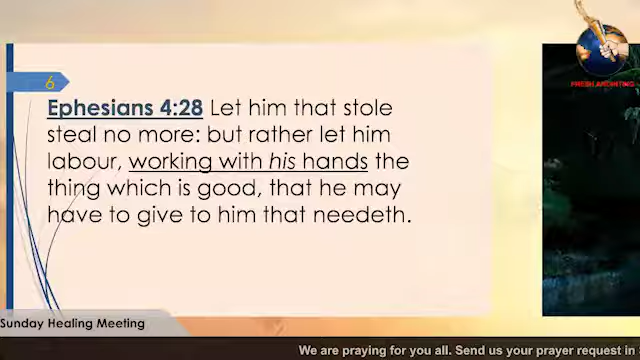 FRESH ANOINTING
6
Ephesians 4:28 Let him that stole
steal no more: but rather let him
labour, working with his hands the
thing which is good, that he may
have to give to him that needeth.
Sunday Healing Meeting
We are praying for you all. Send us your prayer request in